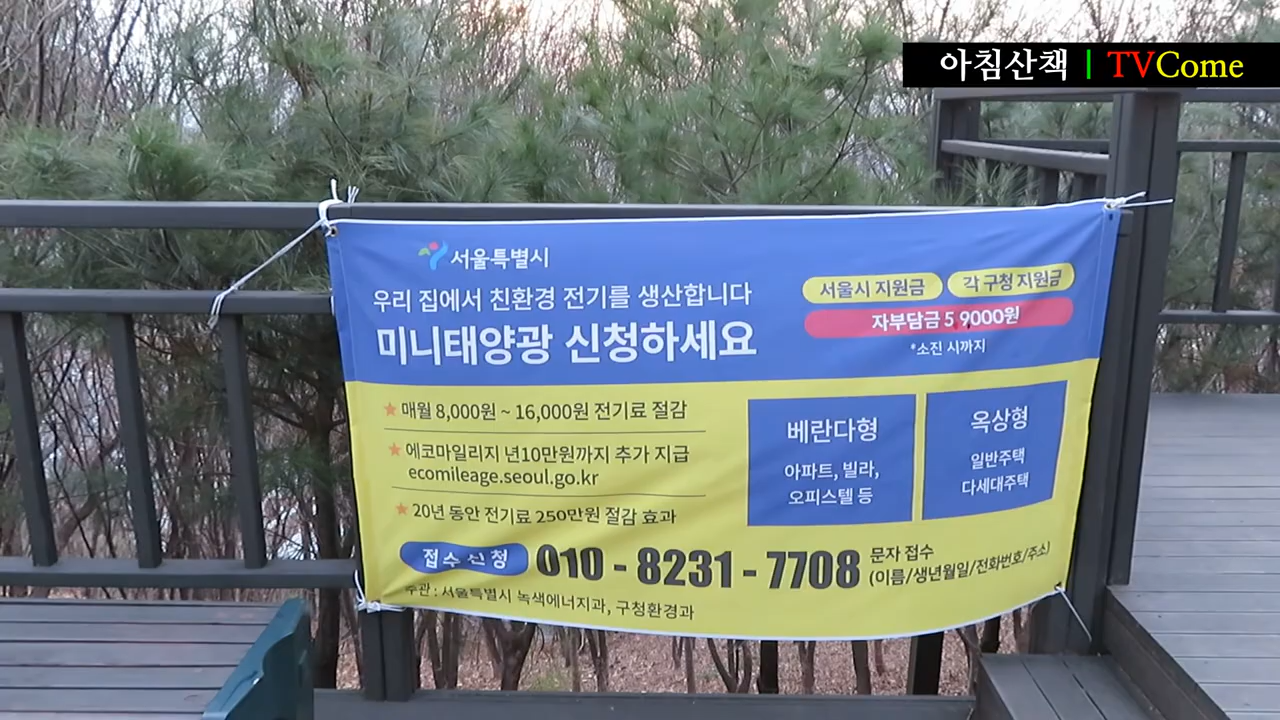 아침산책 | TVCome
서울특별시
우리 집에서 친환경 전기를 생산합니다
미니태양광 신청하세요
서울시 지원금 각 구청 지원금
자부담금 5,9000원
*소진 시까지
★ 매월 8,000원 ~ 16,000원 전기료 절감
★ 에코마일리지 년10만원까지 추가 지급
ecomileage.seoul.go.kr
★ 20년 동안 전기료 250만원 절감 효과
베란다형
아파트, 빌라,
오피스텔 등
옥상형
일반주택
다세대주택
접수 신청 010 - 8231 - 7708 문자 접수
(이름/생년월일/전화번호/주소)
주관 : 서울특별시 녹색에너지과, 구청환경과